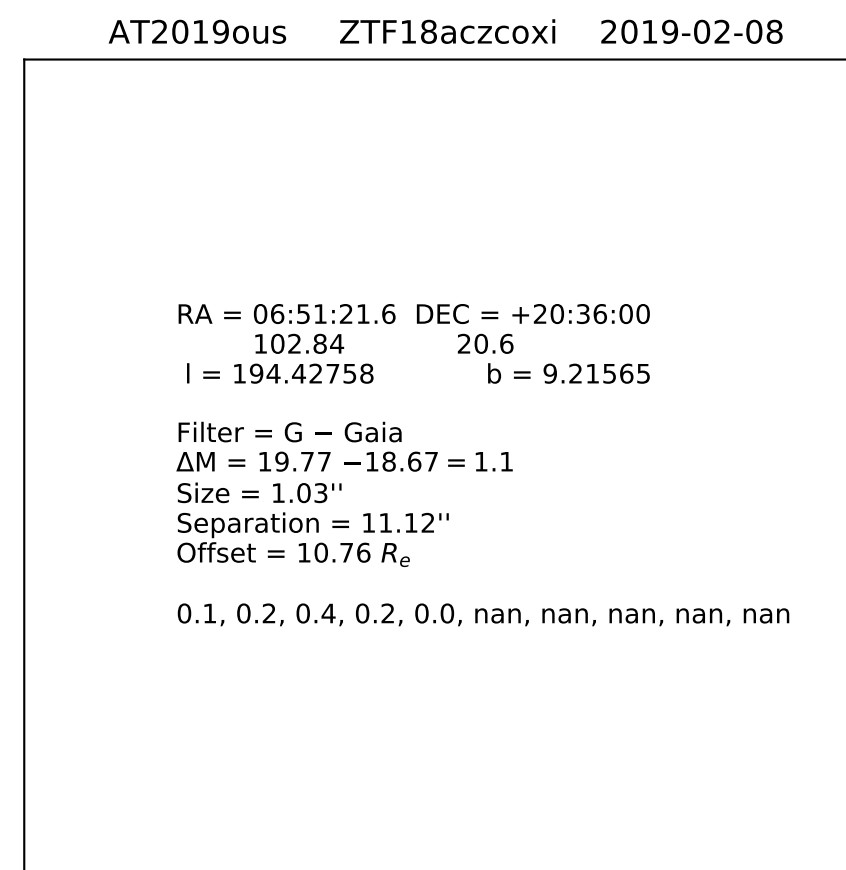 AT2019ous ZTF18aczcoxi 2019-02-08
RA = 06:51:21.6 DEC = +20:36:00
102.84 20.6
l = 194.42758 b = 9.21565
Filter = G − Gaia
ΔM = 19.77 −18.67 = 1.1
Size = 1.03''
Separation = 11.12''
Offset = 10.76 Rₑ
0.1, 0.2, 0.4, 0.2, 0.0, nan, nan, nan, nan, nan